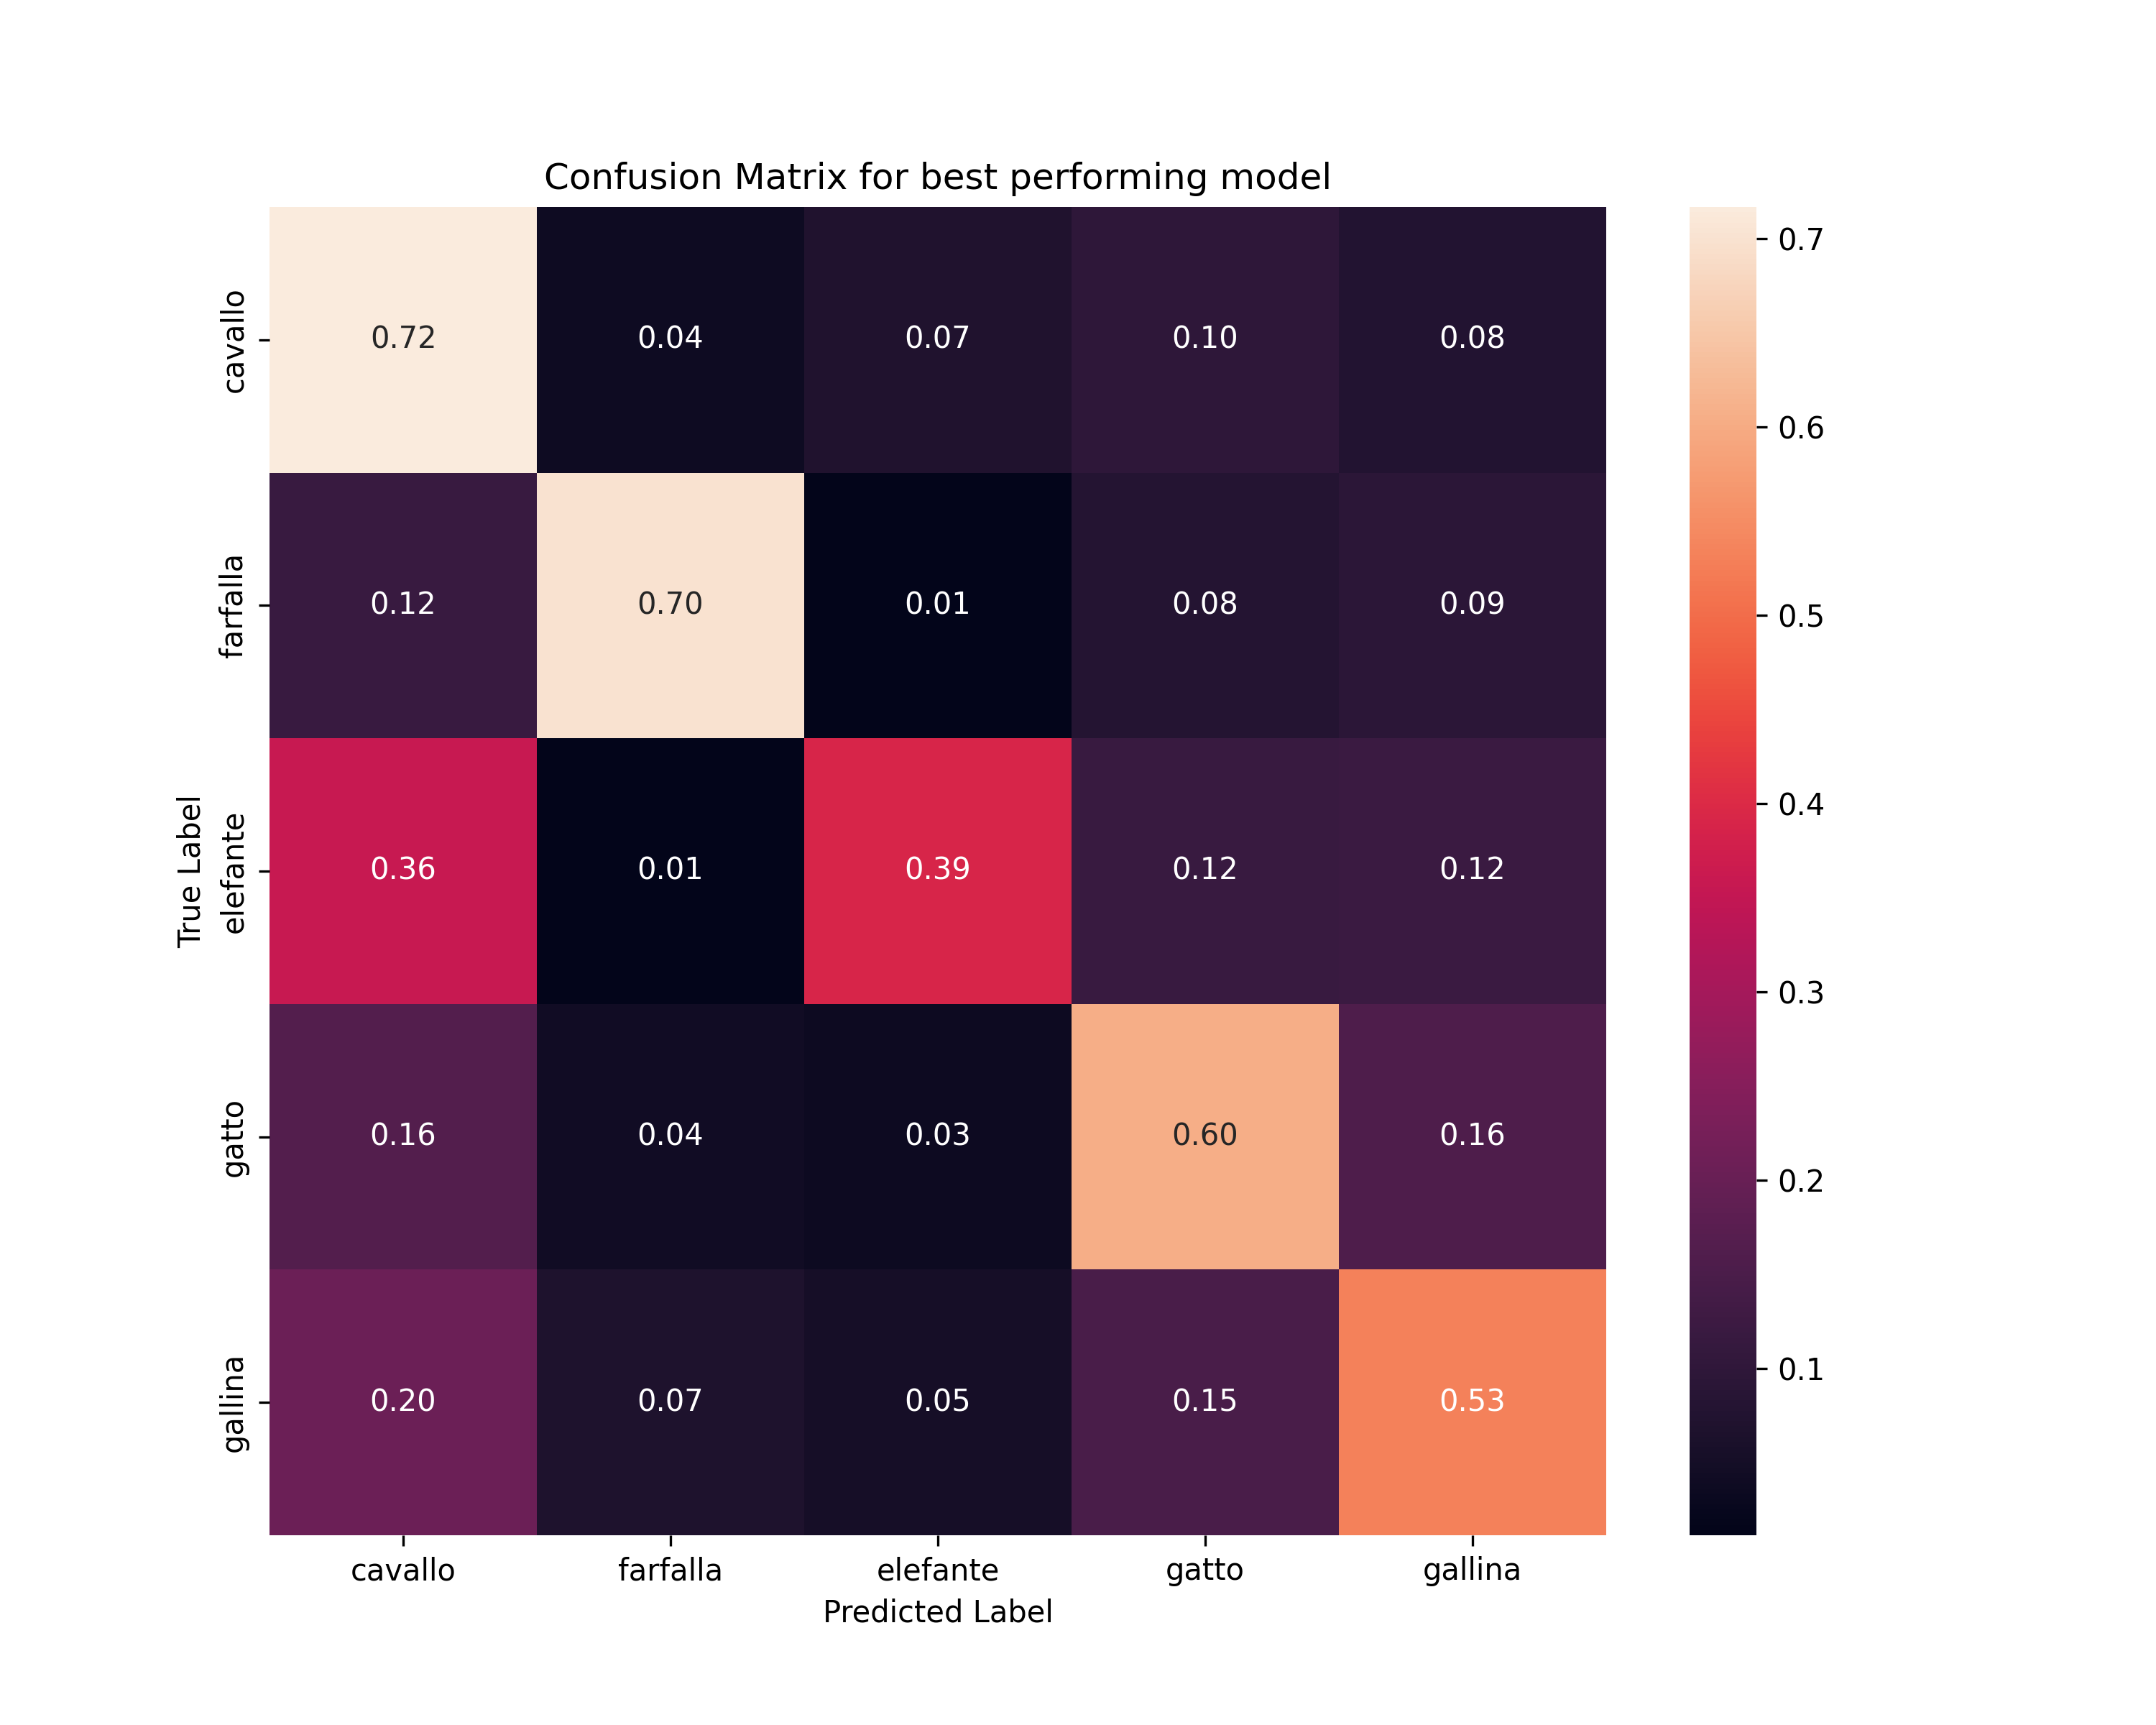 Confusion Matrix for best performing model
True Label
cavallo
0.72 0.04 0.07 0.10 0.08
farfalla
0.12 0.70 0.01 0.08 0.09
elefante
0.36 0.01 0.39 0.12 0.12
gatto
0.16 0.04 0.03 0.60 0.16
gallina
0.20 0.07 0.05 0.15 0.53
cavallo farfalla elefante gatto gallina
Predicted Label
0.7
0.6
0.5
0.4
0.3
0.2
0.1